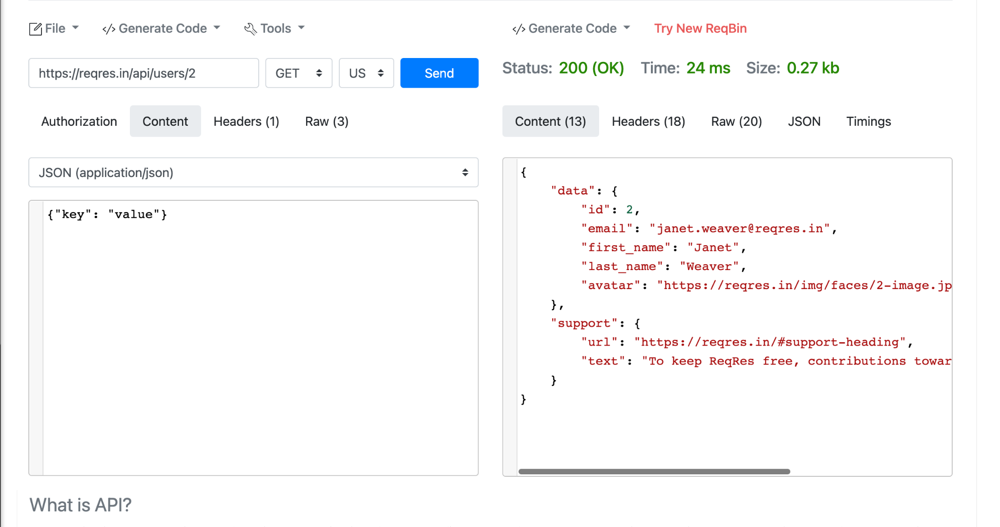 File
</> Generate Code
Tools
</> Generate Code
Try New ReqBin
https://reqres.in/api/users/2
GET
US
Send
Status: 200 (OK) Time: 24 ms Size: 0.27 kb
Authorization
Content
Headers (1)
Raw (3)
Content (13)
Headers (18)
Raw (20)
JSON
Timings
JSON (application/json)
{"key": "value"}
{
"data": {
"id": 2,
"email": "janet.weaver@reqres.in",
"first_name": "Janet",
"last_name": "Weaver",
"avatar": "https://reqres.in/img/faces/2-image.jp
},
"support": {
"url": "https://reqres.in/#support-heading",
"text": "To keep ReqRes free, contributions towar
}
}
What is API?